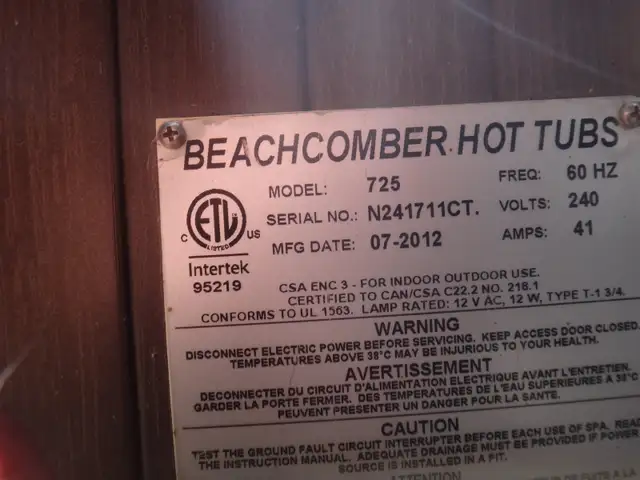 BEACHCOMBER HOT TUBS
MODEL: 725 FREQ: 60 HZ
SERIAL NO.: N241711CT. VOLTS: 240
MFG DATE: 07-2012 AMPS: 41
C ETL US
LISTED
Intertek
95219
CSA ENC 3 - FOR INDOOR OUTDOOR USE.
CERTIFIED TO CAN/CSA C22.2 NO. 218.1
CONFORMS TO UL 1563. LAMP RATED: 12 V AC, 12 W, TYPE T-1 3/4.
WARNING
DISCONNECT ELECTRIC POWER BEFORE SERVICING. KEEP ACCESS DOOR CLOSED.
TEMPERATURES ABOVE 38°C MAY BE INJURIOUS TO YOUR HEALTH.
AVERTISSEMENT
DECONNECTER DU CIRCUIT D'ALIMENTATION ELECTRIQUE AVANT L'ENTRETIEN.
GARDER LA PORTE FERMER. DES TEMPERATURES DE L'EAU SUPERIEURES A 38°C
PEUVENT PRESENTER UN DANGER POUR LA SANTE.
CAUTION
TEST THE GROUND FAULT CIRCUIT INTERRUPTER BEFORE EACH USE OF SPA. READ
THE INSTRUCTION MANUAL. ADEQUATE DRAINAGE MUST BE PROVIDED IF POWER
SOURCE IS INSTALLED IN A PIT.
ATTENTION